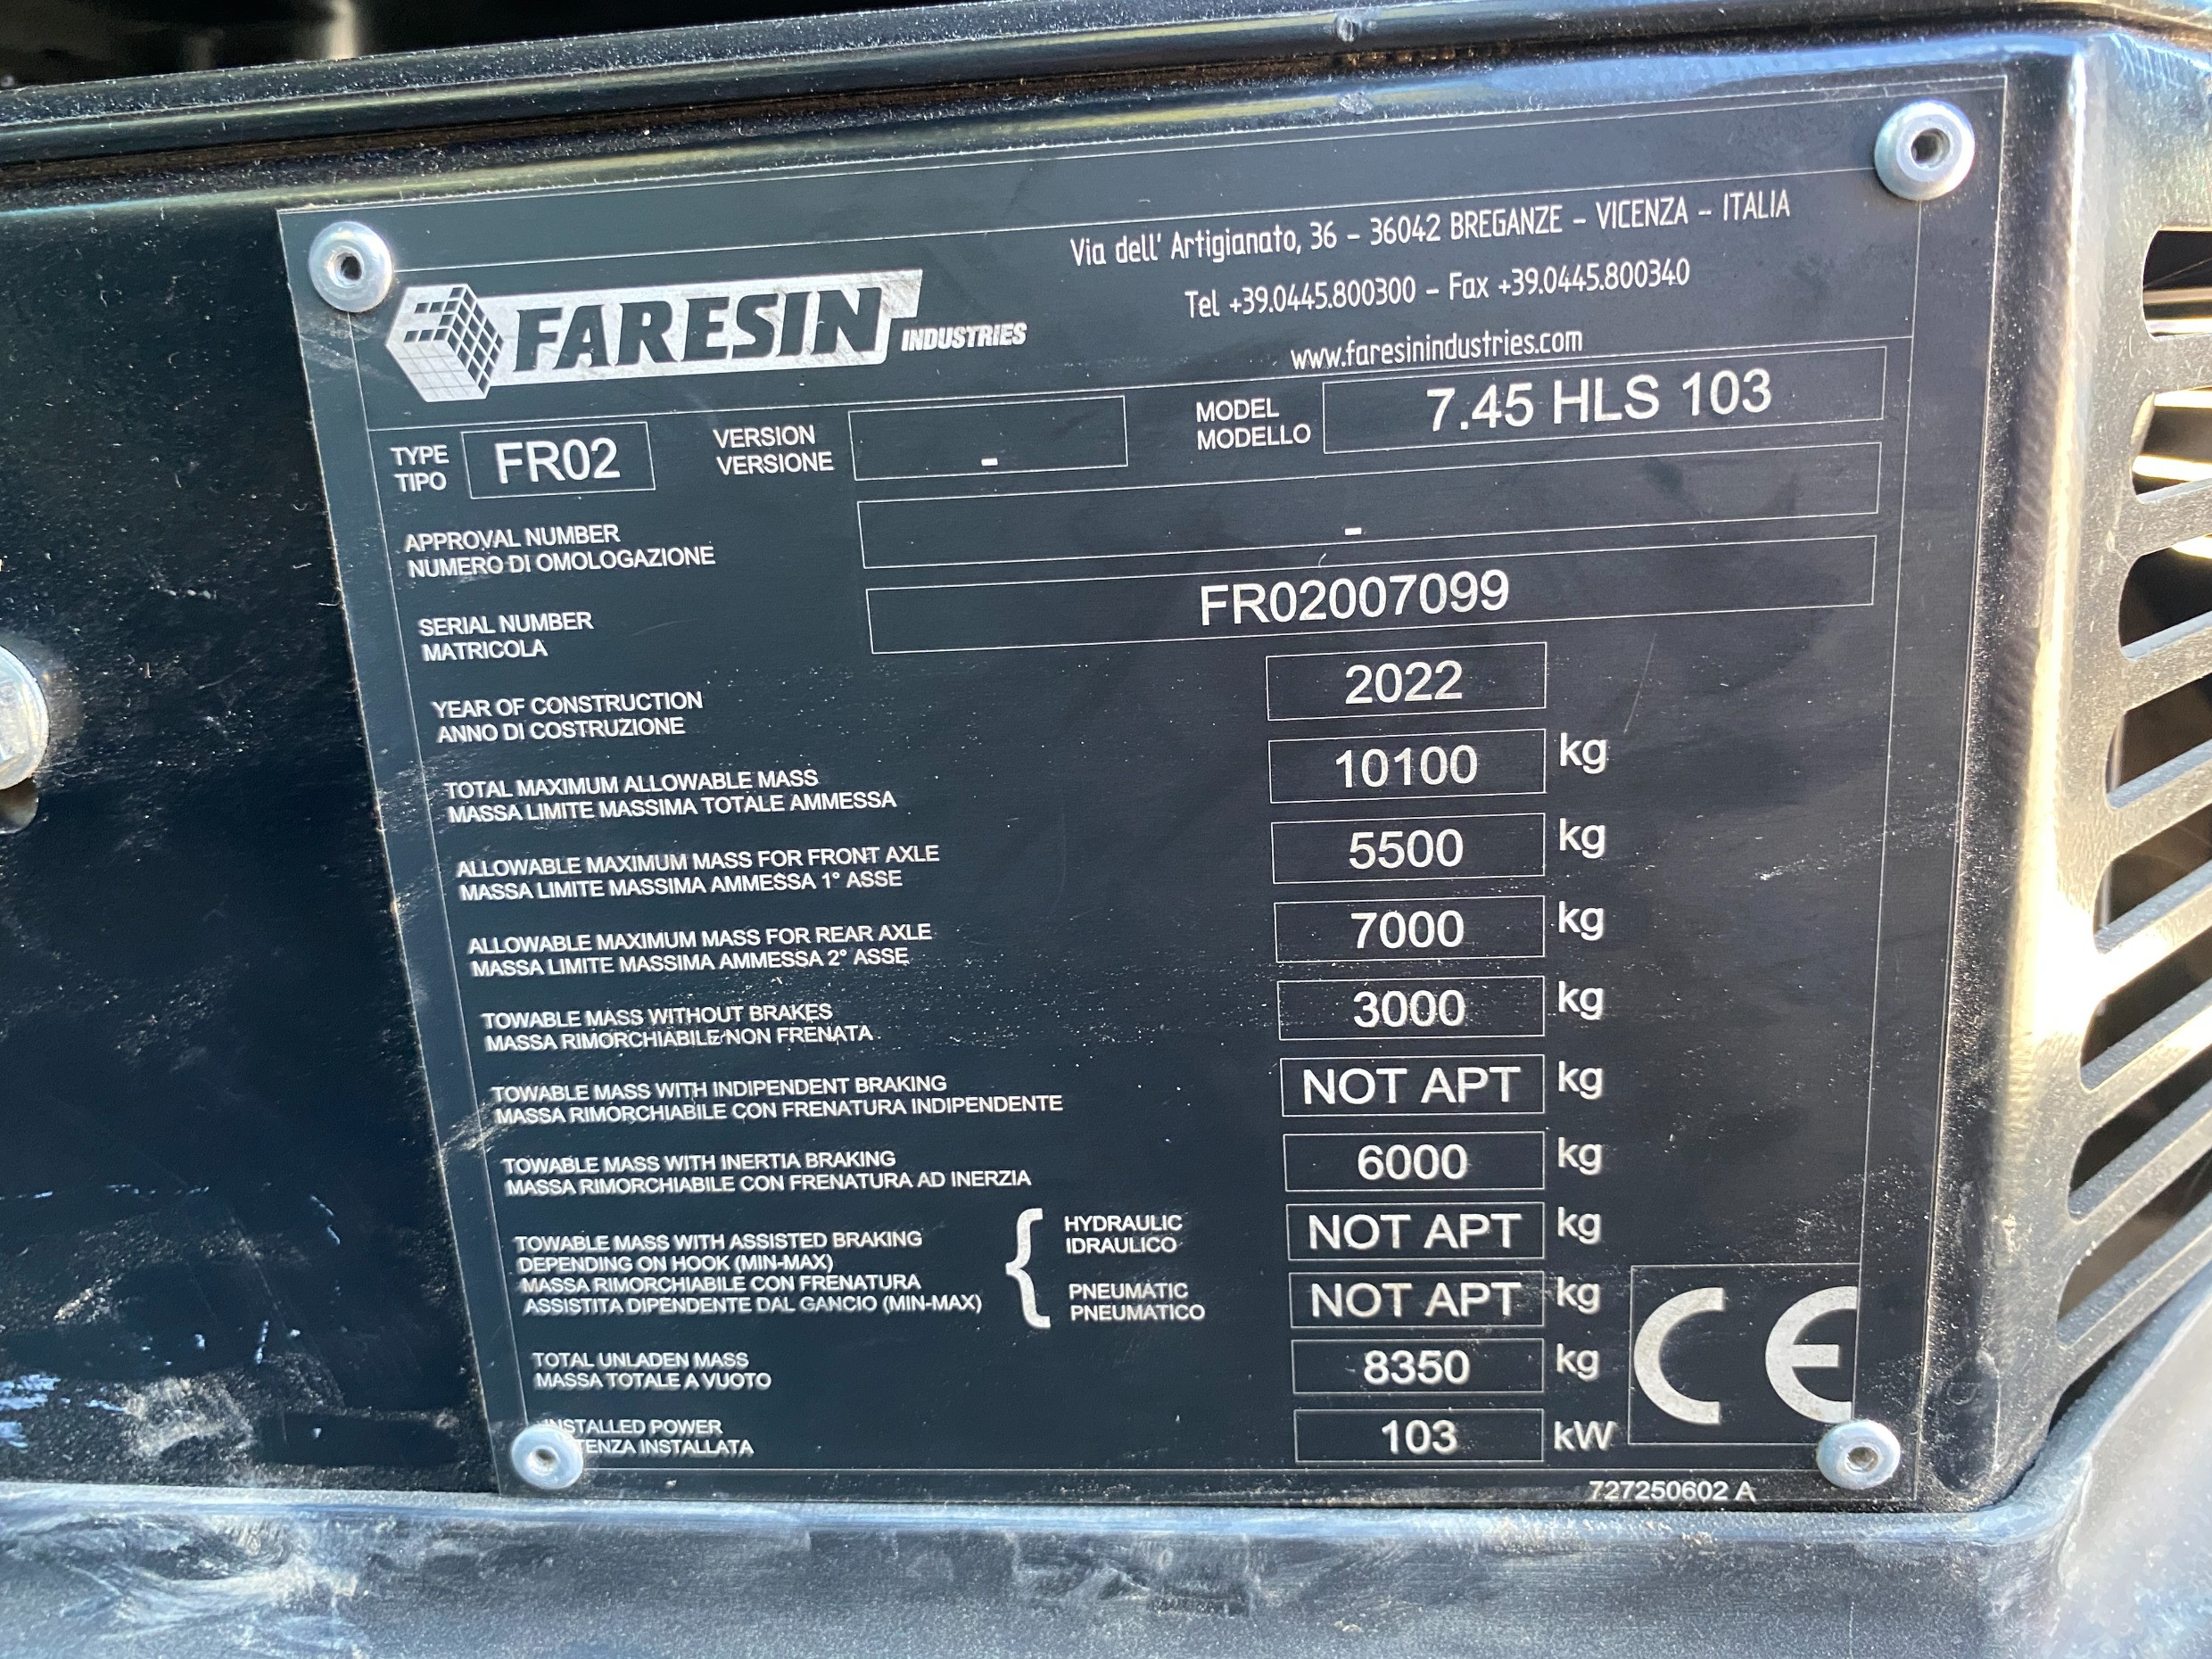 FARESIN INDUSTRIES
Via dell' Artigianato, 36 - 36042 BREGANZE - VICENZA - ITALIA
Tel +39.0445.800300 - Fax +39.0445.800340
www.faresinindustries.com
TYPE
TIPO
FR02
VERSION
VERSIONE
-
MODEL
MODELLO
7.45 HLS 103
APPROVAL NUMBER
NUMERO DI OMOLOGAZIONE
-
SERIAL NUMBER
MATRICOLA
FR02007099
YEAR OF CONSTRUCTION
ANNO DI COSTRUZIONE
2022
TOTAL MAXIMUM ALLOWABLE MASS
MASSA LIMITE MASSIMA TOTALE AMMESSA
10100 kg
ALLOWABLE MAXIMUM MASS FOR FRONT AXLE
MASSA LIMITE MASSIMA AMMESSA 1° ASSE
5500 kg
ALLOWABLE MAXIMUM MASS FOR REAR AXLE
MASSA LIMITE MASSIMA AMMESSA 2° ASSE
7000 kg
TOWABLE MASS WITHOUT BRAKES
MASSA RIMORCHIABILE NON FRENATA
3000 kg
TOWABLE MASS WITH INDIPENDENT BRAKING
MASSA RIMORCHIABILE CON FRENATURA INDIPENDENTE
NOT APT kg
TOWABLE MASS WITH INERTIA BRAKING
MASSA RIMORCHIABILE CON FRENATURA AD INERZIA
6000 kg
TOWABLE MASS WITH ASSISTED BRAKING
DEPENDING ON HOOK (MIN-MAX)
MASSA RIMORCHIABILE CON FRENATURA
ASSISTITA DIPENDENTE DAL GANCIO (MIN-MAX)
HYDRAULIC
IDRAULICO
NOT APT kg
PNEUMATIC
PNEUMATICO
NOT APT kg
TOTAL UNLADEN MASS
MASSA TOTALE A VUOTO
8350 kg
INSTALLED POWER
TENZA INSTALLATA
103 kW
CE
727250602 A